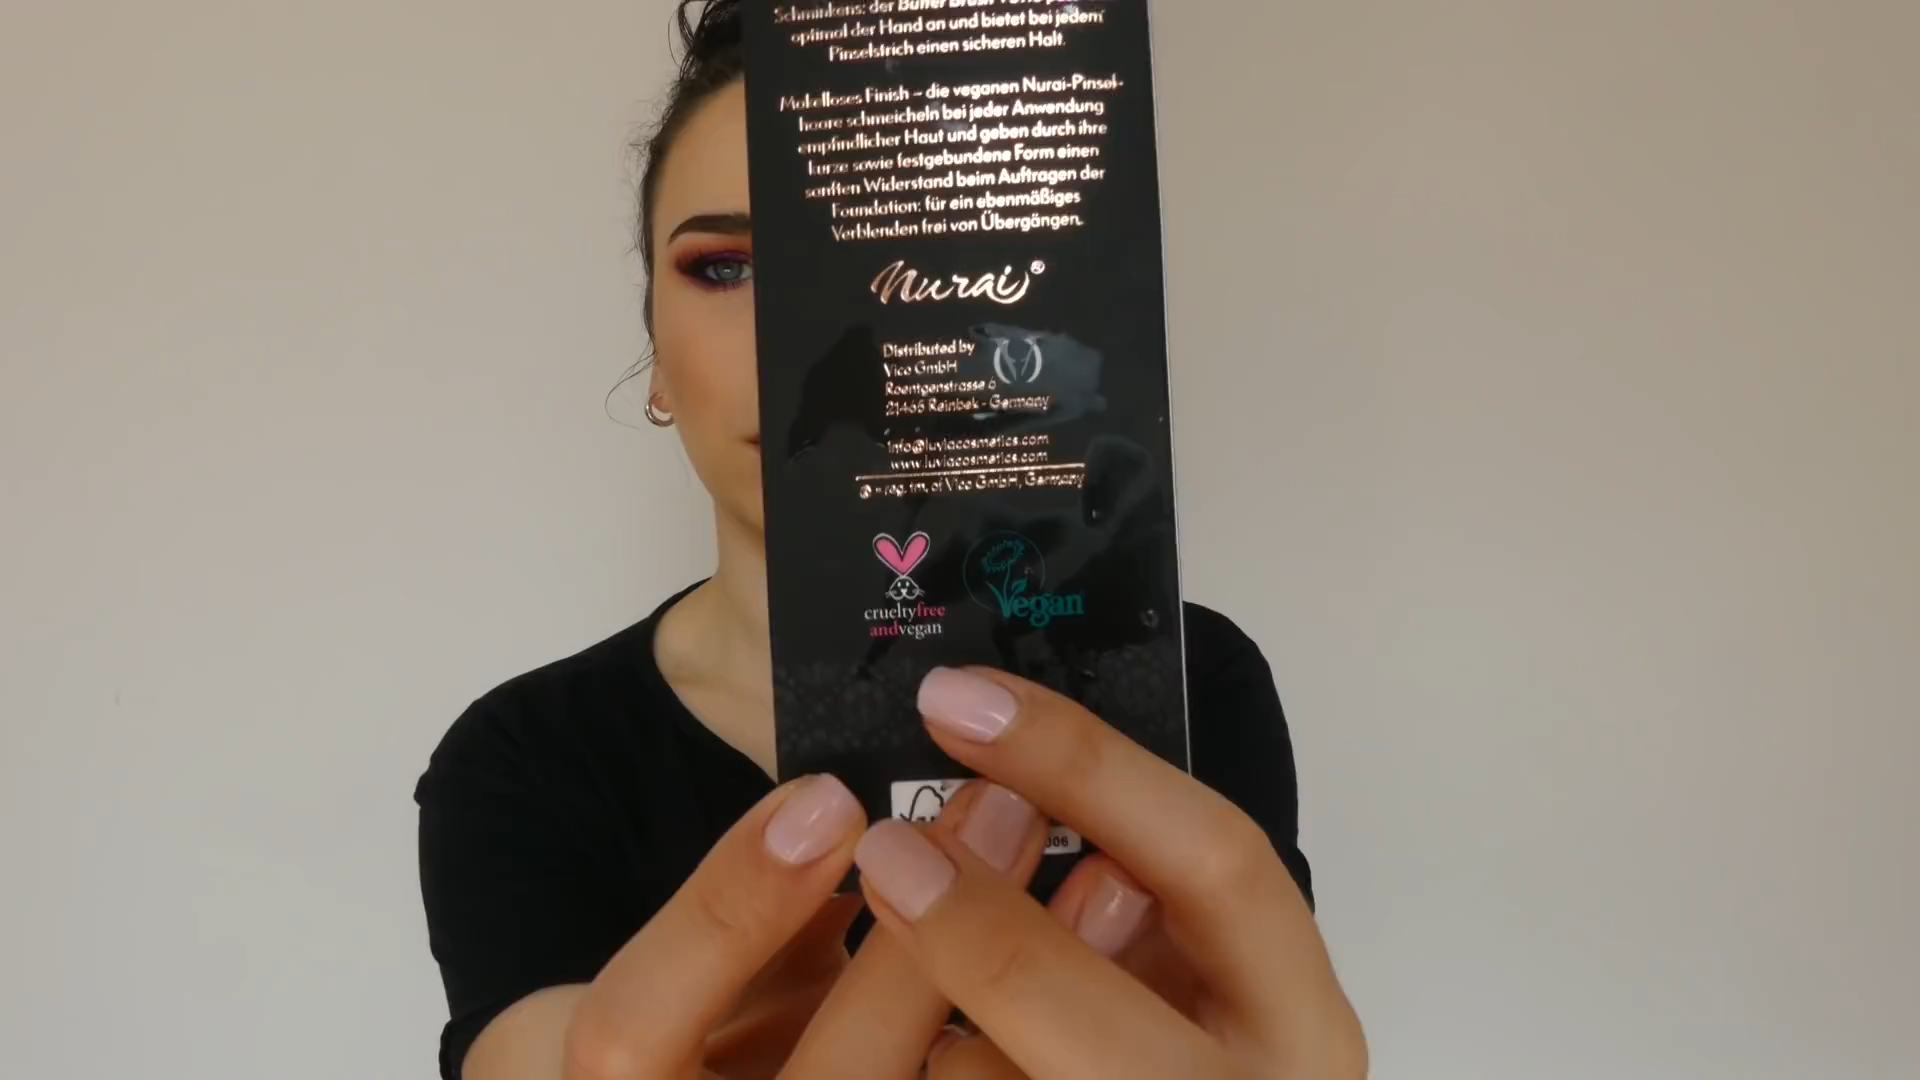 Schminkens: der Buffer Brush
optimal der Hand an und bietet bei jedem
Pinselstrich einen sicheren Halt.
Makelloses Finish – die veganen Nurai-Pinsel-
haare schmeicheln bei jeder Anwendung
empfindlicher Haut und geben durch ihre
kurze sowie festgebundene Form einen
sanften Widerstand beim Auftragen der
Foundation: für ein ebenmäßiges
Verblenden frei von Übergängen.
Nurai®
Distributed by
Vico GmbH
Roentgenstrasse 6
21465 Reinbek - Germany
info@luviacosmetics.com
www.luviacosmetics.com
® = reg. tm. of Vico GmbH, Germany
crueltyfree
andvegan
Vegan
006